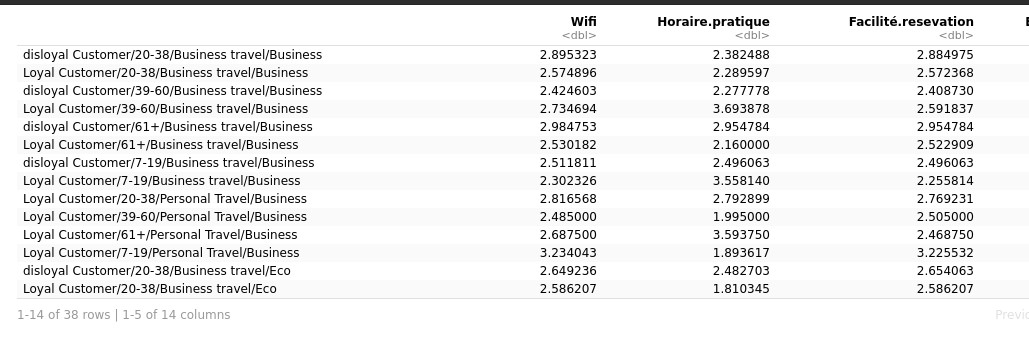 Wifi Horaire.pratique Facilité.resevation E
<dbl> <dbl> <dbl>
disloyal Customer/20-38/Business travel/Business 2.895323 2.382488 2.884975
Loyal Customer/20-38/Business travel/Business 2.574896 2.289597 2.572368
disloyal Customer/39-60/Business travel/Business 2.424603 2.277778 2.408730
Loyal Customer/39-60/Business travel/Business 2.734694 3.693878 2.591837
disloyal Customer/61+/Business travel/Business 2.984753 2.954784 2.954784
Loyal Customer/61+/Business travel/Business 2.530182 2.160000 2.522909
disloyal Customer/7-19/Business travel/Business 2.511811 2.496063 2.496063
Loyal Customer/7-19/Business travel/Business 2.302326 3.558140 2.255814
Loyal Customer/20-38/Personal Travel/Business 2.816568 2.792899 2.769231
Loyal Customer/39-60/Personal Travel/Business 2.485000 1.995000 2.505000
Loyal Customer/61+/Personal Travel/Business 2.687500 3.593750 2.468750
Loyal Customer/7-19/Personal Travel/Business 3.234043 1.893617 3.225532
disloyal Customer/20-38/Business travel/Eco 2.649236 2.482703 2.654063
Loyal Customer/20-38/Business travel/Eco 2.586207 1.810345 2.586207
1-14 of 38 rows | 1-5 of 14 columns Previo